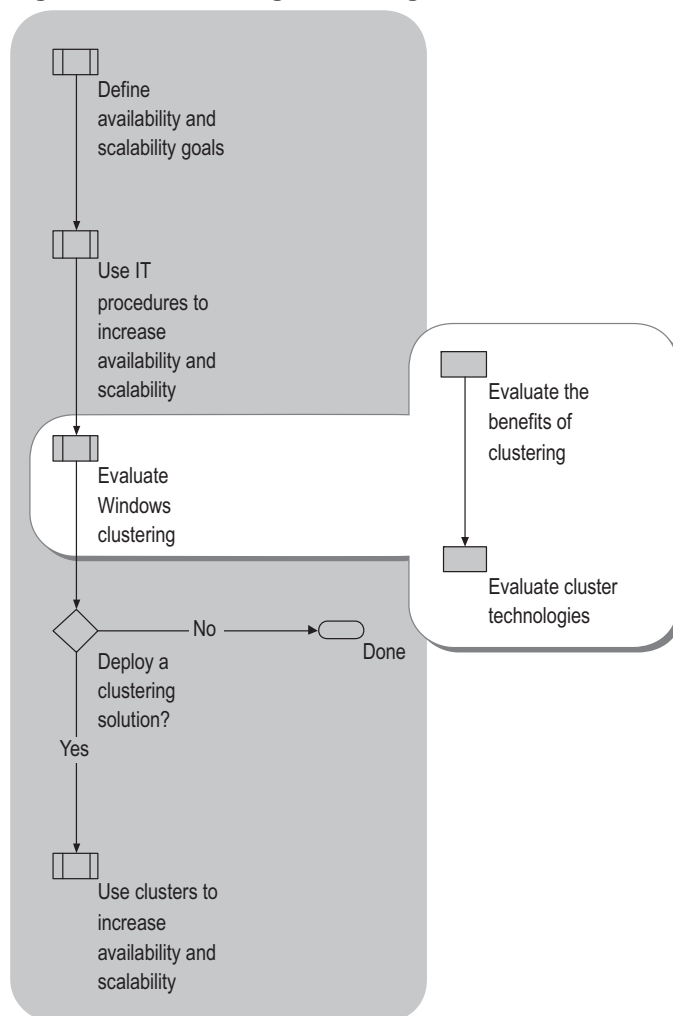 Define
availability and
scalability goals
Use IT
procedures to
increase
availability and
scalability
Evaluate
Windows
clustering
Evaluate the
benefits of
clustering
Evaluate cluster
technologies
Deploy a
clustering
solution?
No
Done
Yes
Use clusters to
increase
availability and
scalability